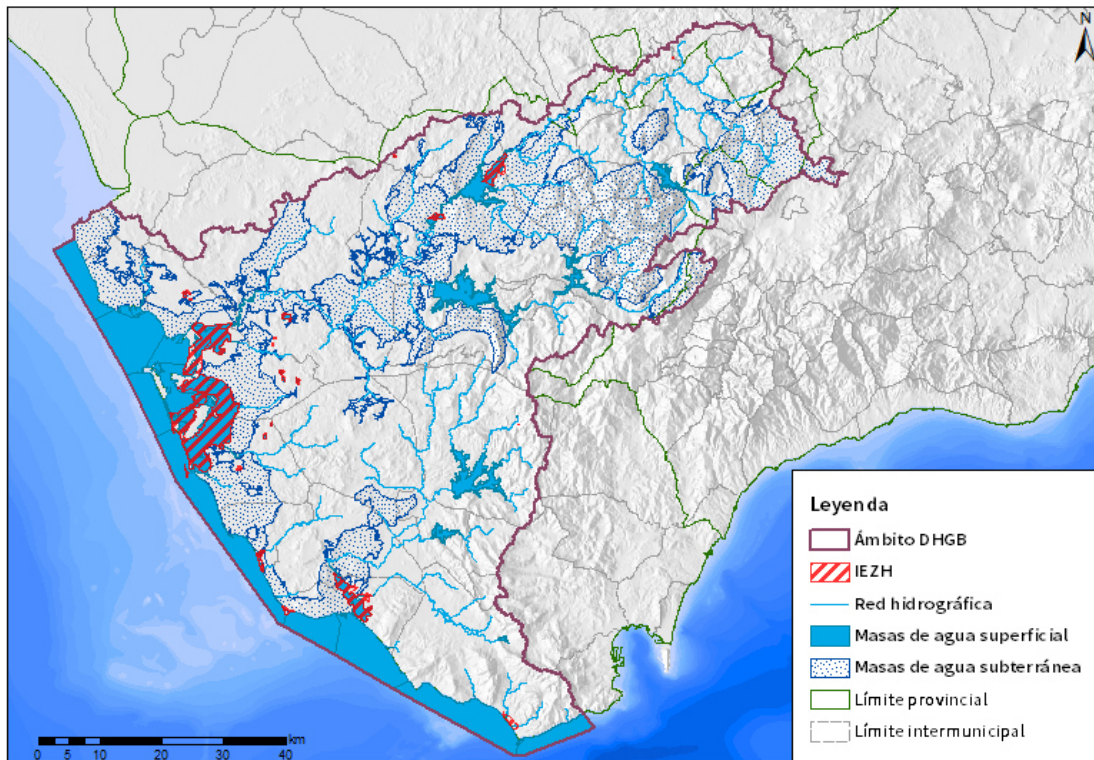 N
Leyenda
Ámbito DHGB
IEZH
Red hidrográfica
Masas de agua superficial
Masas de agua subterránea
Límite provincial
Límite intermunicipal
km
0 5 10 20 30 40